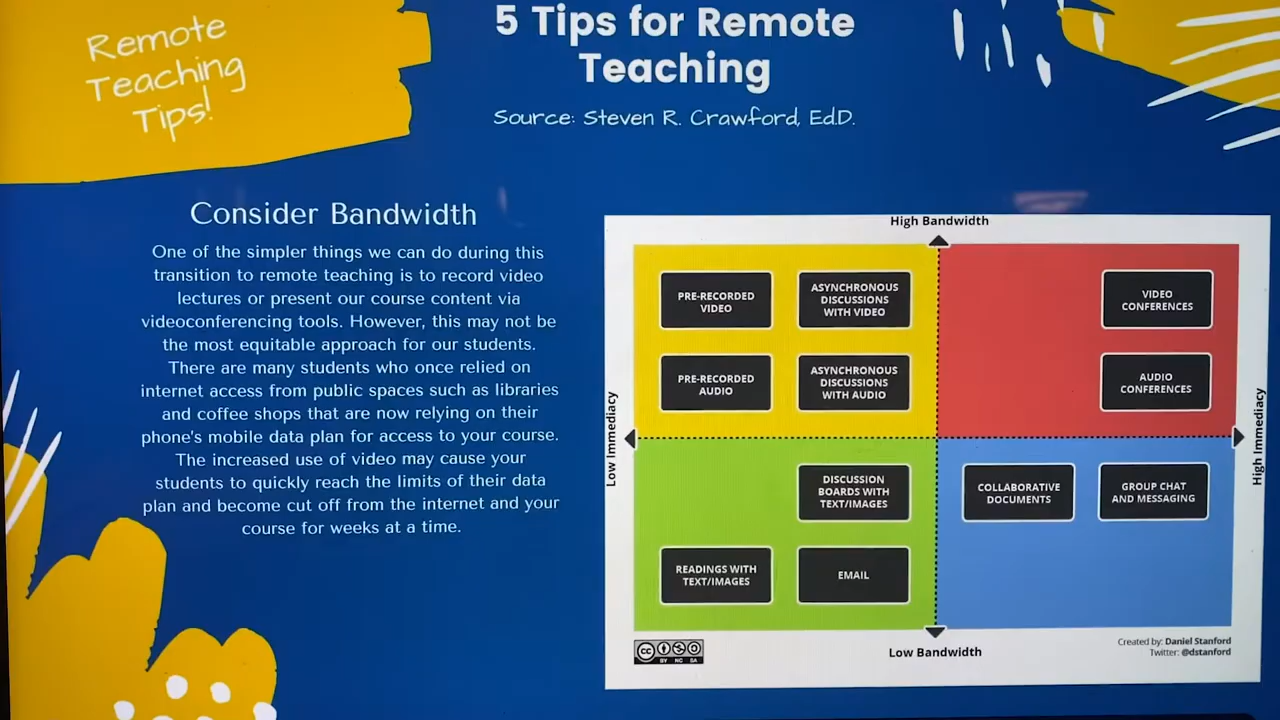 Remote
Teaching
Tips!
5 Tips for Remote
Teaching
Source: Steven R. Crawford, Ed.D.
Consider Bandwidth
One of the simpler things we can do during this
transition to remote teaching is to record video
lectures or present our course content via
videoconferencing tools. However, this may not be
the most equitable approach for our students.
There are many students who once relied on
internet access from public spaces such as libraries
and coffee shops that are now relying on their
phone's mobile data plan for access to your course.
The increased use of video may cause your
students to quickly reach the limits of their data
plan and become cut off from the internet and your
course for weeks at a time.
High Bandwidth
PRE-RECORDED
VIDEO
ASYNCHRONOUS
DISCUSSIONS
WITH VIDEO
VIDEO
CONFERENCES
PRE-RECORDED
AUDIO
ASYNCHRONOUS
DISCUSSIONS
WITH AUDIO
AUDIO
CONFERENCES
Low Immediacy
High Immediacy
DISCUSSION
BOARDS WITH
TEXT/IMAGES
COLLABORATIVE
DOCUMENTS
GROUP CHAT
AND MESSAGING
READINGS WITH
TEXT/IMAGES
EMAIL
Low Bandwidth
CC
BY NC SA
Created by: Daniel Stanford
Twitter: @dstanford